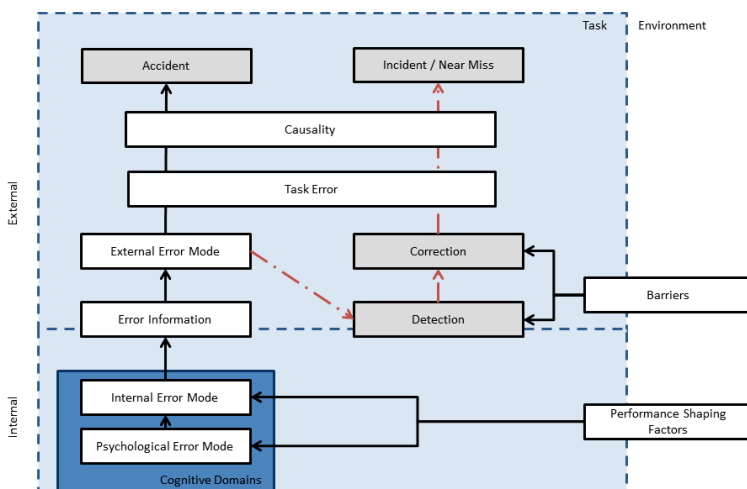 Task
Environment
Accident
Incident / Near Miss
Causality
Task Error
External
External Error Mode
Correction
Barriers
Error Information
Detection
Internal
Internal Error Mode
Performance Shaping
Factors
Psychological Error Mode
Cognitive Domains